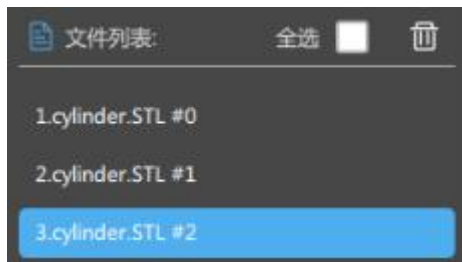 文件列表: 全选
1.cylinder.STL #0
2.cylinder.STL #1
3.cylinder.STL #2